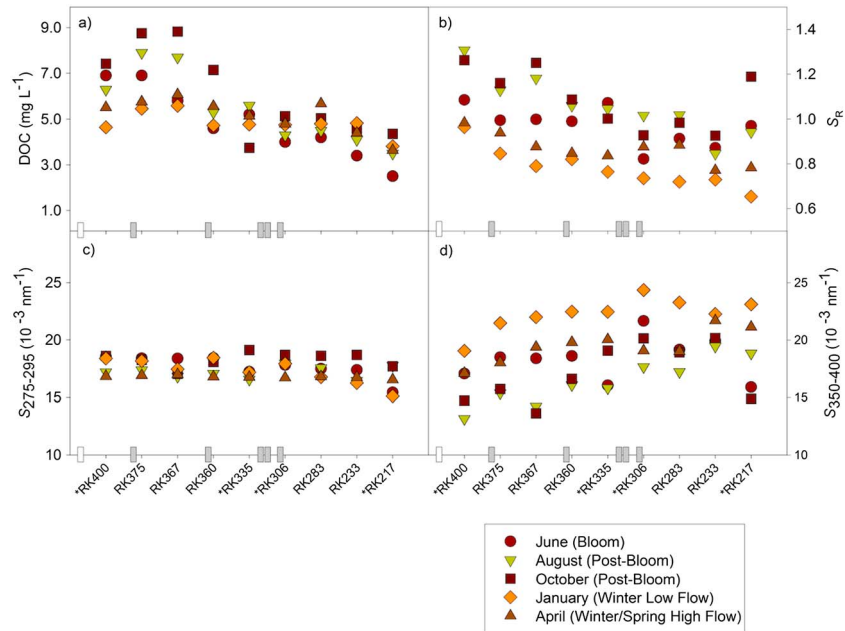 a)
b)
9.0
7.0
5.0
3.0
1.0
DOC (mg L⁻¹)
1.4
1.2
1.0
0.8
0.6
S_R
c)
d)
25
20
15
10
S275-295 (10⁻³ nm⁻¹)
25
20
15
10
S350-400 (10⁻³ nm⁻¹)
*RK400 RK375 RK367 RK360 *RK335 *RK306 RK283 RK233 *RK217
*RK400 RK375 RK367 RK360 *RK335 *RK306 RK283 RK233 *RK217
June (Bloom)
August (Post-Bloom)
October (Post-Bloom)
January (Winter Low Flow)
April (Winter/Spring High Flow)